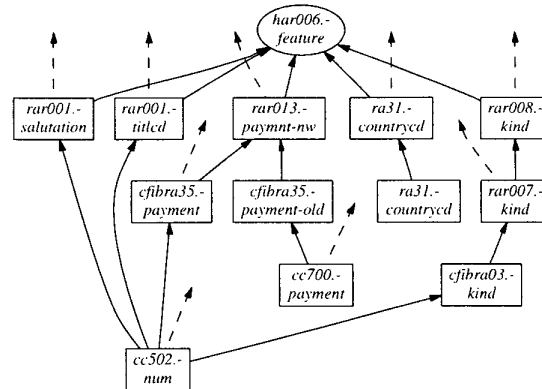 har006.-
feature
rar001.-
salutation
rar001.-
titlcd
rar013.-
paymnt-nw
ra31.-
countrycd
rar008.-
kind
cfibra35.-
payment
cfibra35.-
payment-old
ra31.-
countrycd
rar007.-
kind
cc700.-
payment
cfibra03.-
kind
cc502.-
num